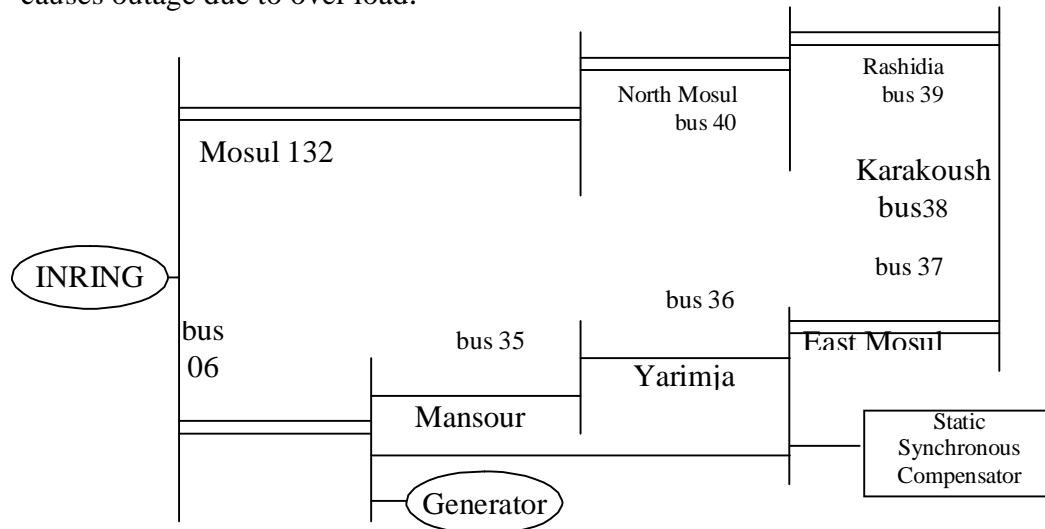 causes outage due to over load.
Rashidia
bus 39
North Mosul
bus 40
Mosul 132
Karakoush
bus38
bus 37
INRING
bus 36
bus
06
bus 35
East Mosul
Yarimja
Mansour
Static
Synchronous
Compensator
Generator